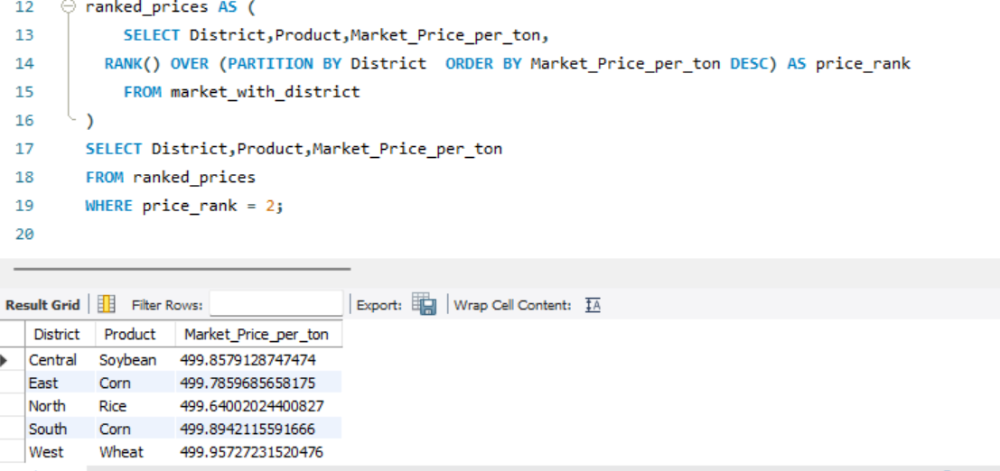 12 ranked_prices AS (
13 SELECT District,Product,Market_Price_per_ton,
14 RANK() OVER (PARTITION BY District  ORDER BY Market_Price_per_ton DESC) AS price_rank
15 FROM market_with_district
16 )
17 SELECT District,Product,Market_Price_per_ton
18 FROM ranked_prices
19 WHERE price_rank = 2;
20
Result Grid Filter Rows: Export: Wrap Cell Content: IA
District Product Market_Price_per_ton
Central Soybean 499.8579128747474
East Corn 499.7859685658175
North Rice 499.64002024400827
South Corn 499.8942115591666
West Wheat 499.95727231520476